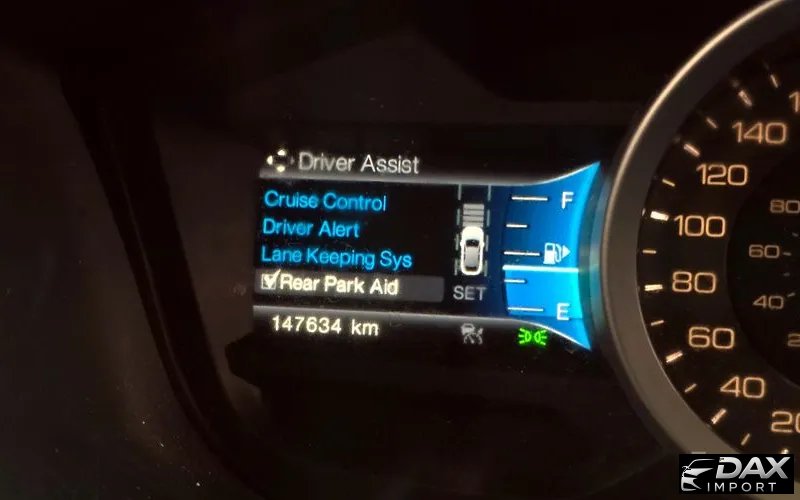 Driver Assist
Cruise Control
Driver Alert
Lane Keeping Sys
Rear Park Aid
SET
147634 km
F
E
140
120
100
80
60
40
20
80
60
40
DAX
IMPORT